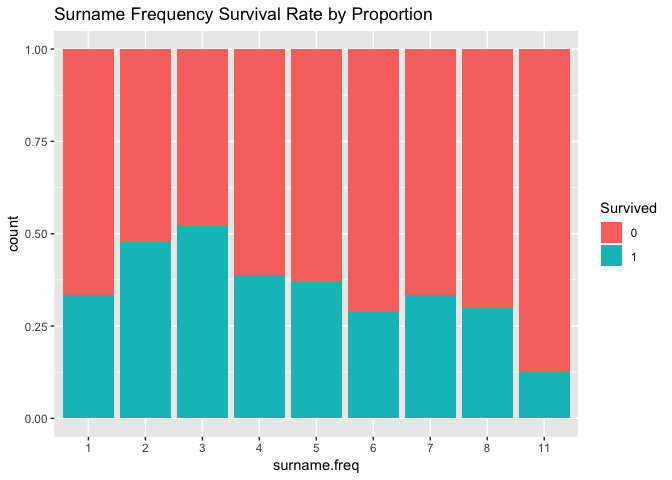 Surname Frequency Survival Rate by Proportion
1.00
0.75
0.50
0.25
0.00
count
1 2 3 4 5 6 7 8 11
surname.freq
Survived
0
1